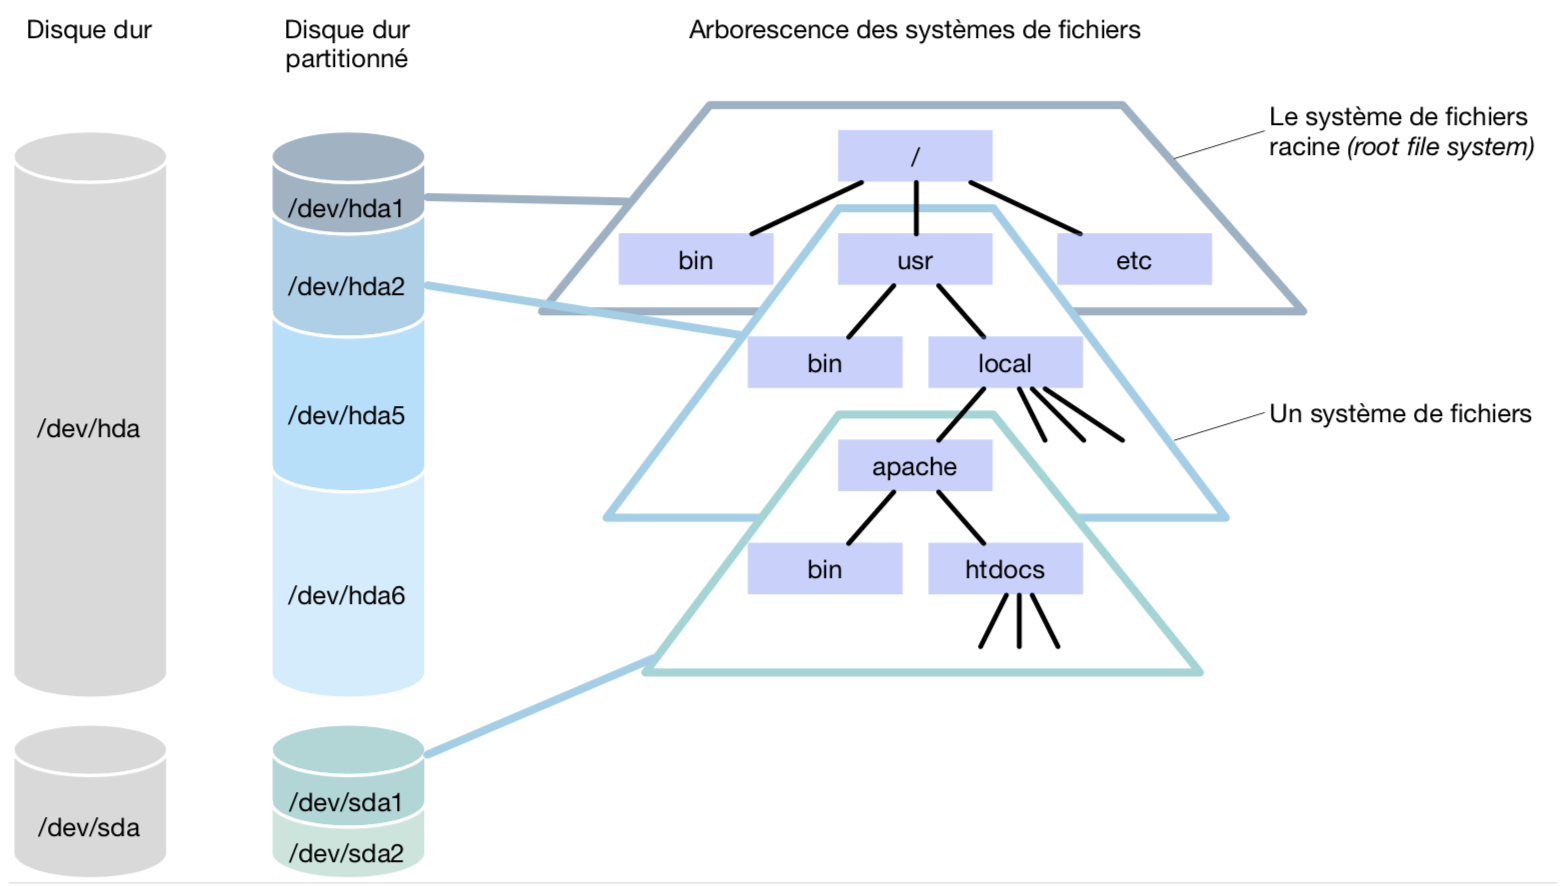 Disque dur
Disque dur
partitionné
Arborescence des systèmes de fichiers
Le système de fichiers
racine (root file system)
/
/dev/hda1
bin
usr
etc
/dev/hda2
bin
local
/dev/hda5
Un système de fichiers
/dev/hda
apache
bin
htdocs
/dev/hda6
/dev/sda1
/dev/sda
/dev/sda2